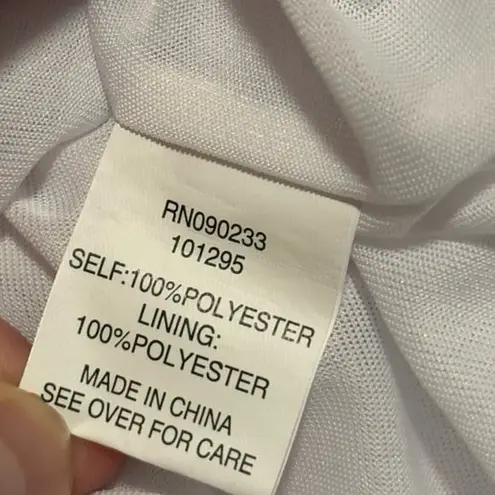 RN090233
101295
SELF:100%POLYESTER
LINING:
100%POLYESTER
MADE IN CHINA
SEE OVER FOR CARE